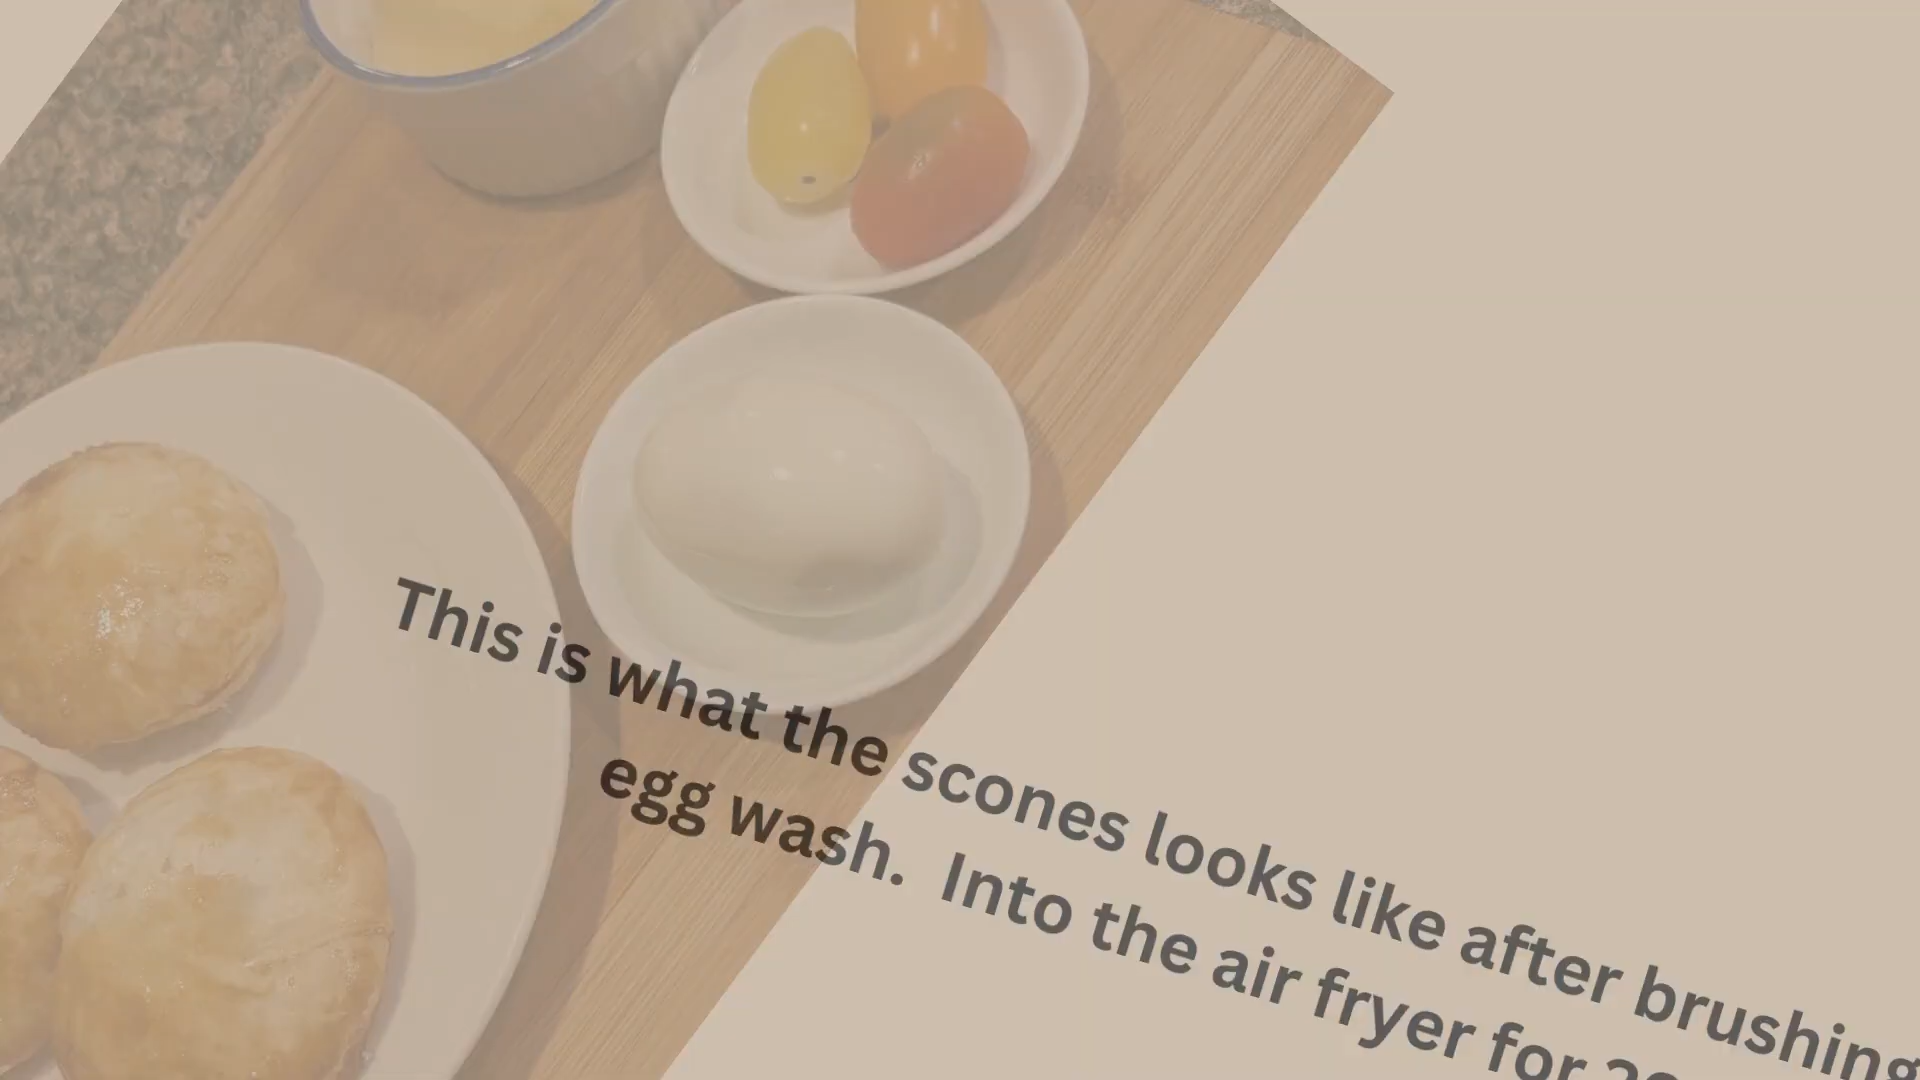 This is what the scones looks like after brushing
egg wash. Into the air fryer for